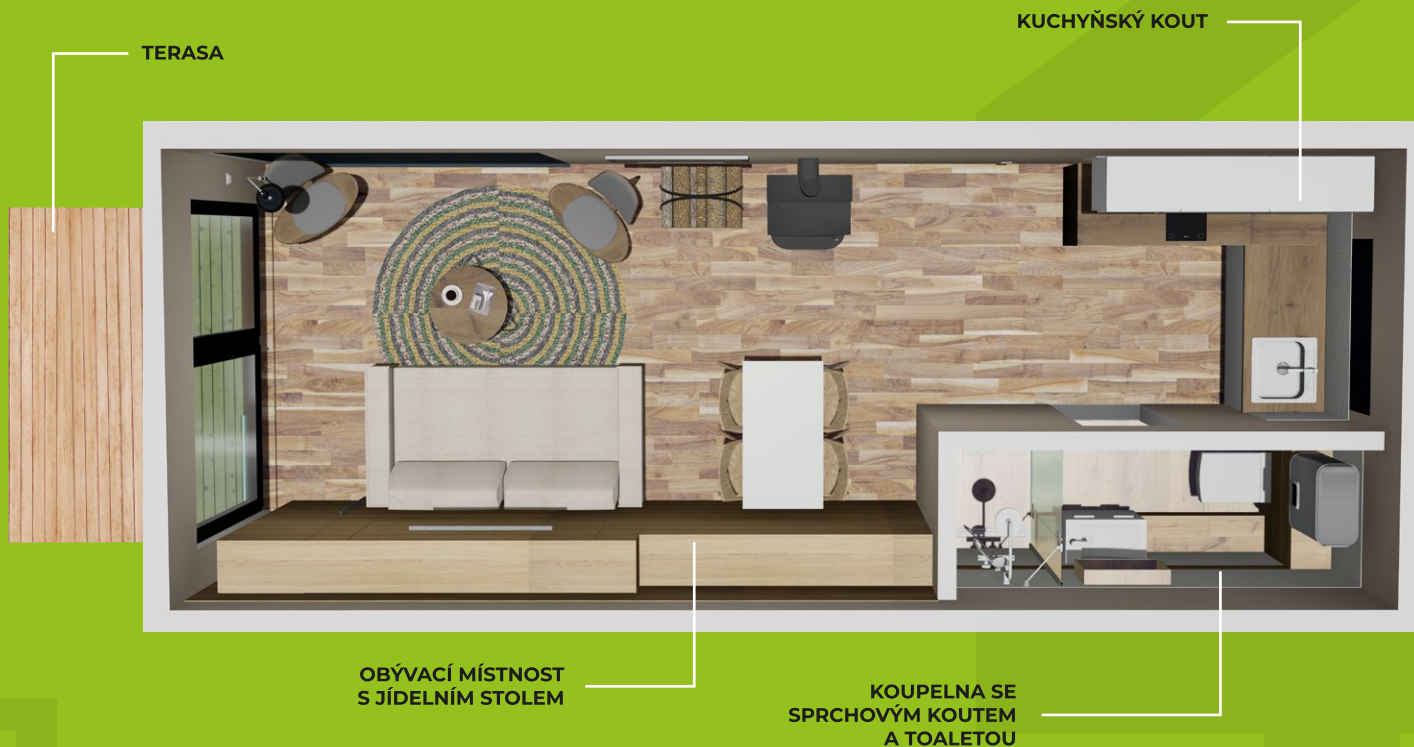 KUCHYŇSKÝ KOUT
TERASA
OBÝVACÍ MÍSTNOST
S JÍDELNÍM STOLEM
KOUPELNA SE
SPRCHOVÝM KOUTEM
A TOALETOU